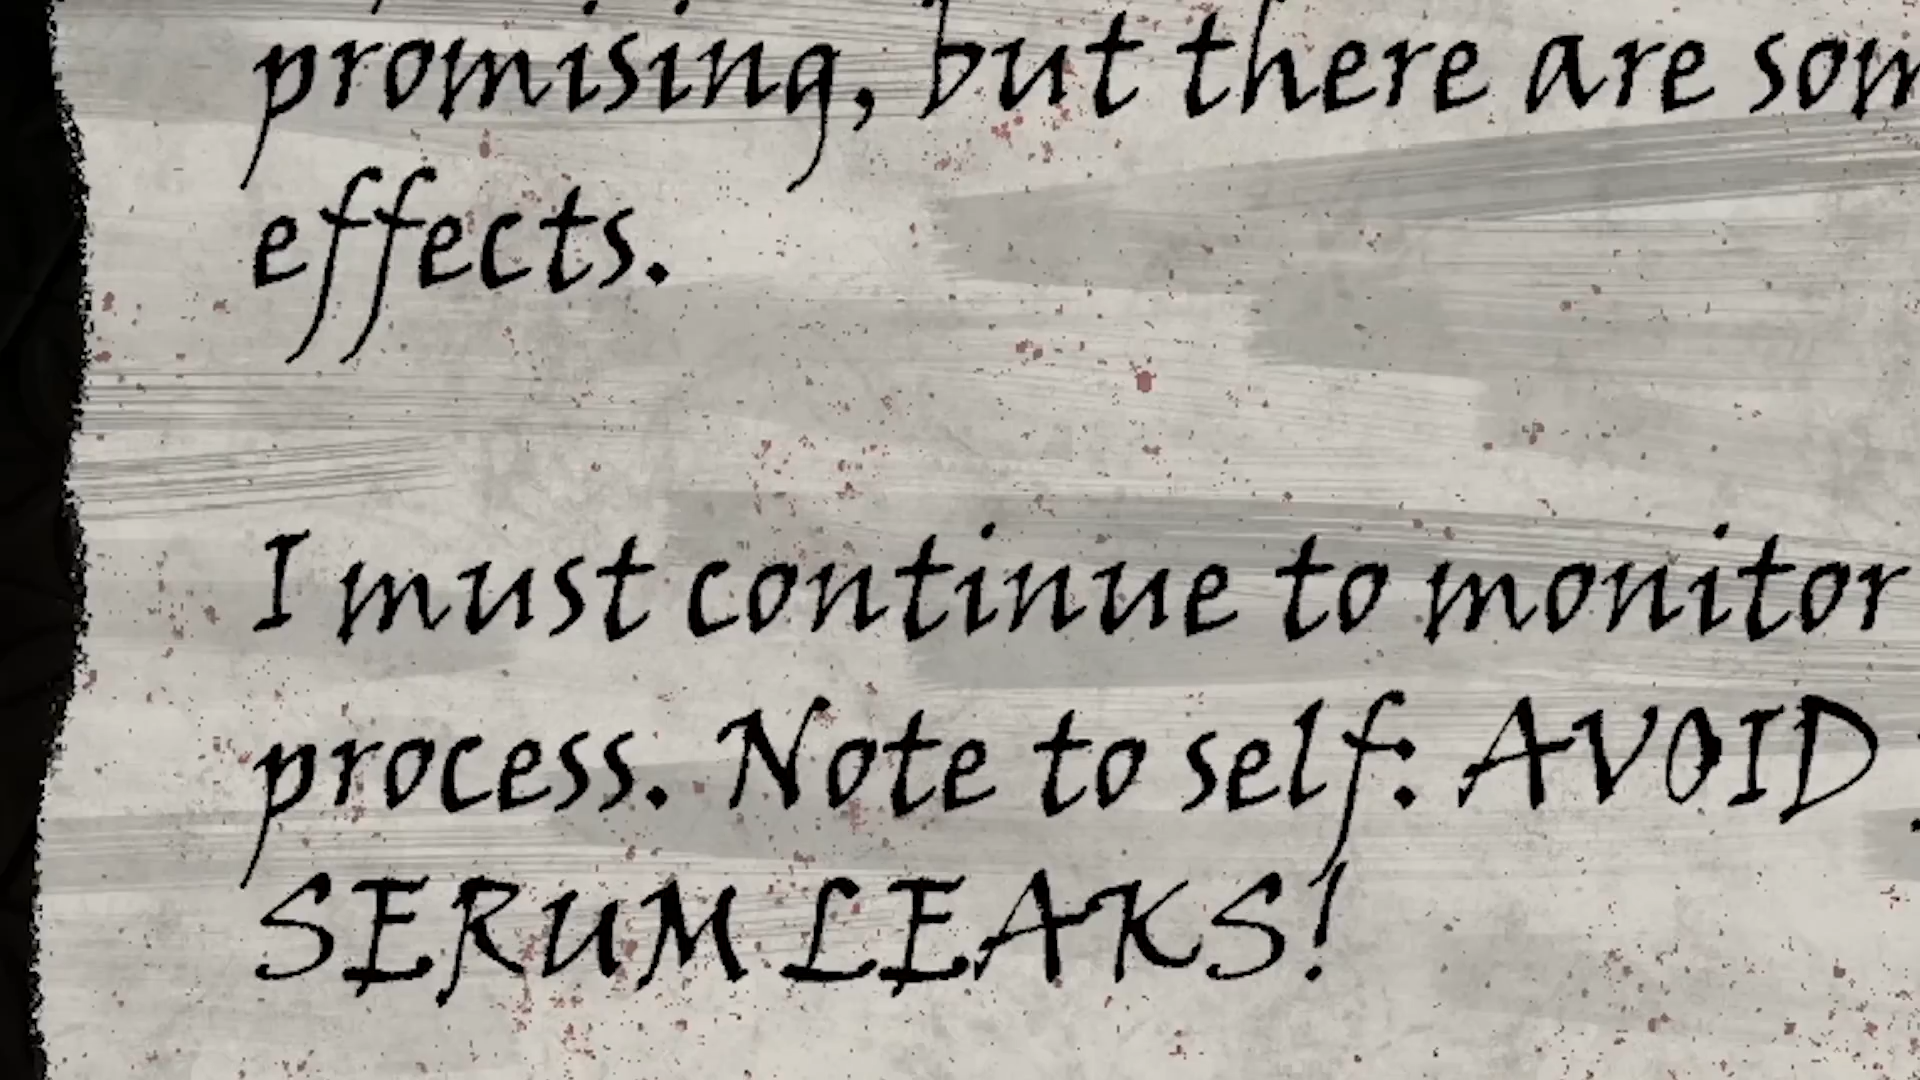 promising, but there are som
effects.
I must continue to monitor
process. Note to self: AVOID
SERUM LEAKS!